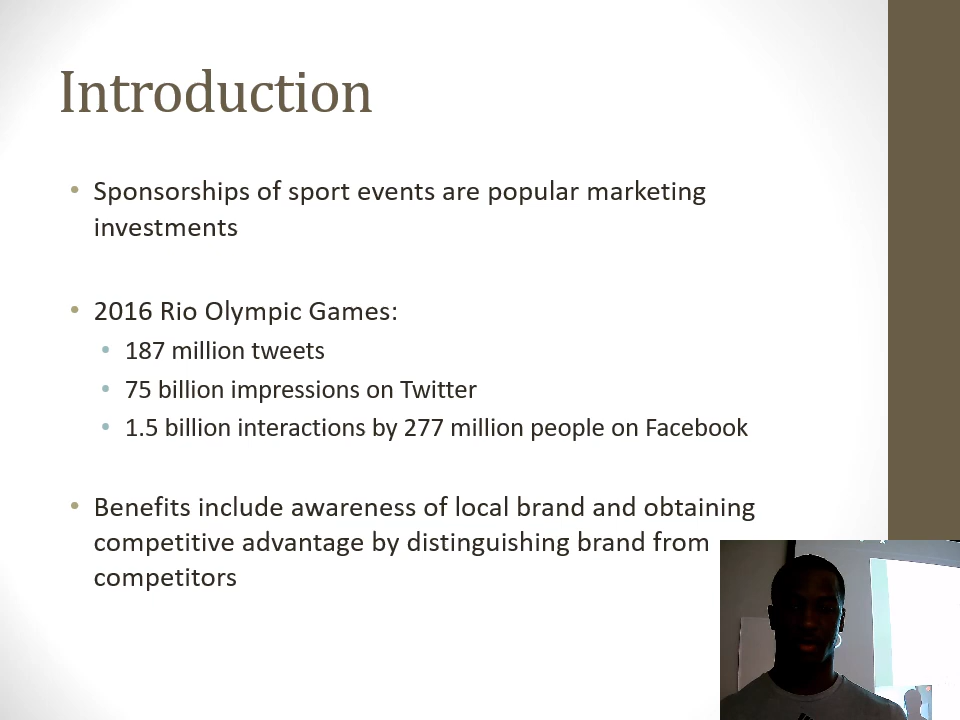 Introduction
• Sponsorships of sport events are popular marketing
investments
• 2016 Rio Olympic Games:
• 187 million tweets
• 75 billion impressions on Twitter
• 1.5 billion interactions by 277 million people on Facebook
• Benefits include awareness of local brand and obtaining
competitive advantage by distinguishing brand from
competitors